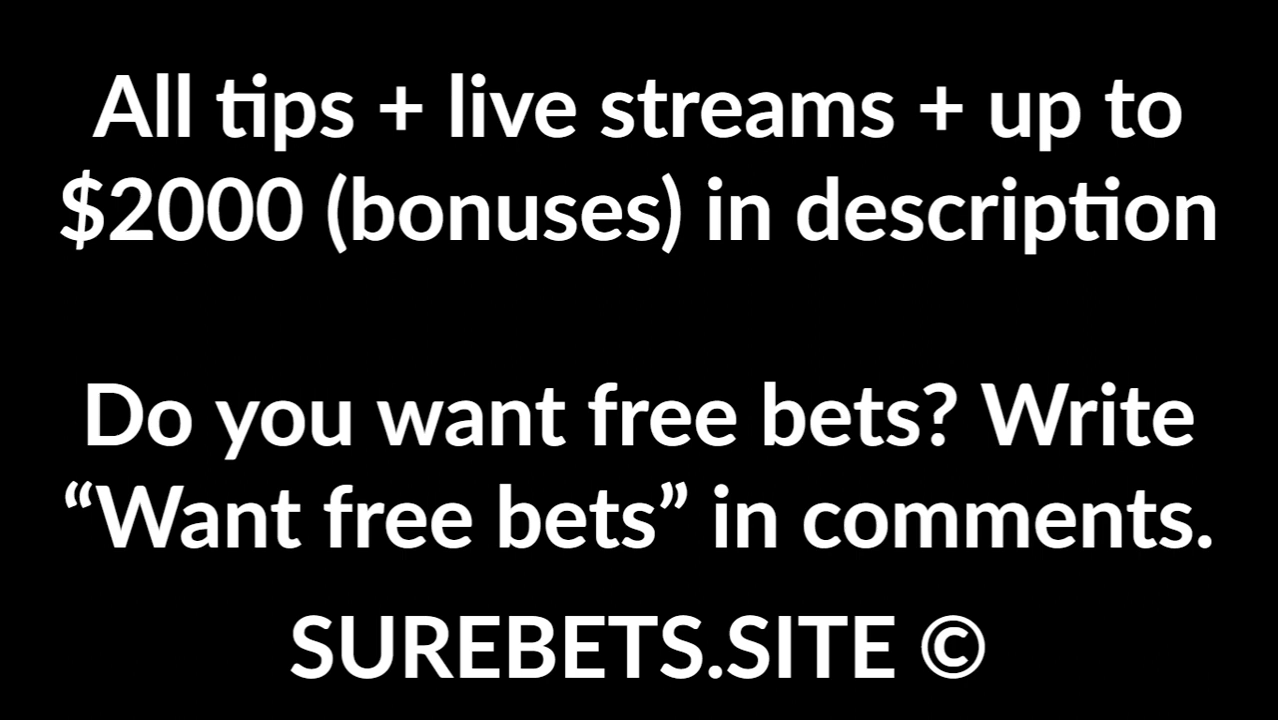 All tips + live streams + up to
$2000 (bonuses) in description
Do you want free bets? Write
“Want free bets” in comments.
SUREBETS.SITE ©